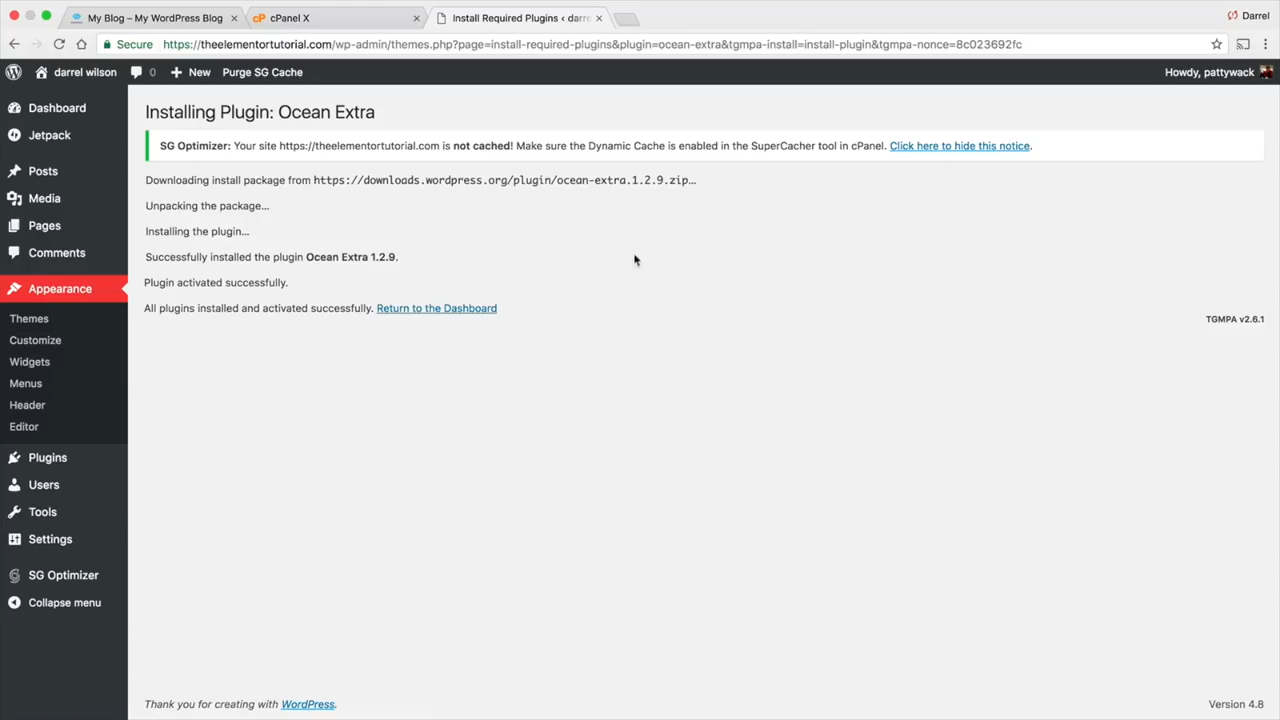 My Blog – My WordPress Blog
cPanel X
Install Required Plugins ‹ darre
Darrel
Secure https://theelementortutorial.com/wp-admin/themes.php?page=install-required-plugins&plugin=ocean-extra&tgmpa-install=install-plugin&tgmpa-nonce=8c023692fc
darrel wilson 0 New Purge SG Cache Howdy, pattywack
Dashboard
Jetpack
Posts
Media
Pages
Comments
Appearance
Themes
Customize
Widgets
Menus
Header
Editor
Plugins
Users
Tools
Settings
SG Optimizer
Collapse menu
Installing Plugin: Ocean Extra
SG Optimizer: Your site https://theelementortutorial.com is not cached! Make sure the Dynamic Cache is enabled in the SuperCacher tool in cPanel. Click here to hide this notice.
Downloading install package from https://downloads.wordpress.org/plugin/ocean-extra.1.2.9.zip…
Unpacking the package…
Installing the plugin…
Successfully installed the plugin Ocean Extra 1.2.9.
Plugin activated successfully.
All plugins installed and activated successfully. Return to the Dashboard
TGMPA v2.6.1
Thank you for creating with WordPress.
Version 4.8